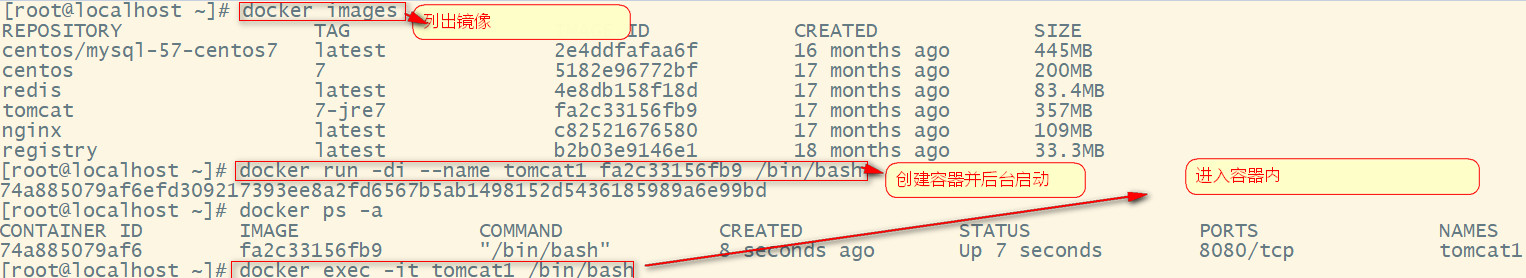 [root@localhost ~]# docker images 列出镜像
REPOSITORY TAG ID CREATED SIZE
centos/mysql-57-centos7 latest 2e4ddfafaa6f 16 months ago 445MB
centos 7 5182e96772bf 17 months ago 200MB
redis latest 4e8db158f18d 17 months ago 83.4MB
tomcat 7-jre7 fa2c33156fb9 17 months ago 357MB
nginx latest c82521676580 17 months ago 109MB
registry latest b2b03e9146e1 18 months ago 33.3MB
[root@localhost ~]# docker run -di --name tomcat1 fa2c33156fb9 /bin/bash 创建容器并后台启动 进入容器内
74a885079af6efd309217393ee8a2fd6567b5ab1498152d5436185989a6e99bd
[root@localhost ~]# docker ps -a
CONTAINER ID IMAGE COMMAND CREATED STATUS PORTS NAMES
74a885079af6 fa2c33156fb9 "/bin/bash" 8 seconds ago Up 7 seconds 8080/tcp tomcat1
[root@localhost ~]# docker exec -it tomcat1 /bin/bash